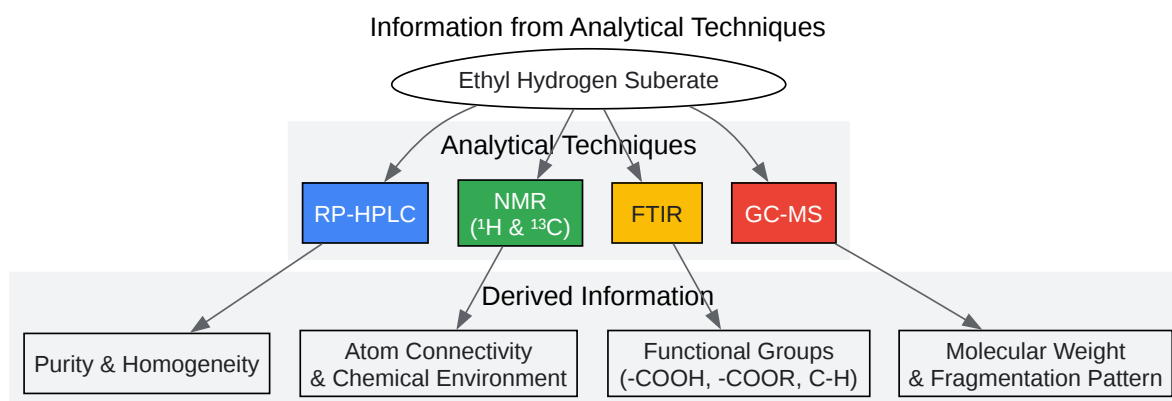 Information from Analytical Techniques
Ethyl Hydrogen Suberate
Analytical Techniques
RP-HPLC
NMR
(¹H & ¹³C)
FTIR
GC-MS
Derived Information
Purity & Homogeneity
Atom Connectivity
& Chemical Environment
Functional Groups
(-COOH, -COOR, C-H)
Molecular Weight
& Fragmentation Pattern